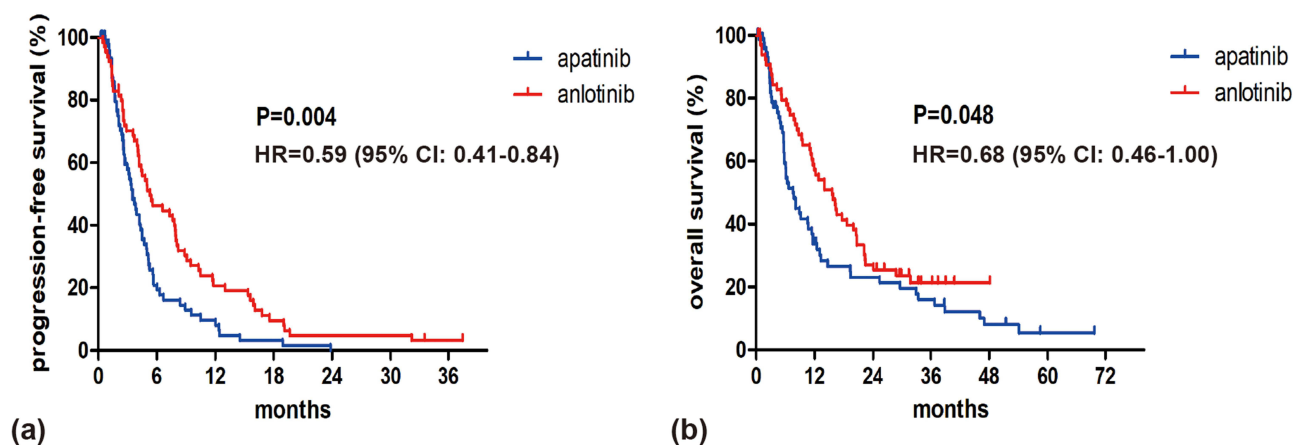 progression-free survival (%)
100
80
60
40
20
0
apatinib
anlotinib
P=0.004
HR=0.59 (95% CI: 0.41-0.84)
0 6 12 18 24 30 36
months
(a)
overall survival (%)
100
80
60
40
20
0
apatinib
anlotinib
P=0.048
HR=0.68 (95% CI: 0.46-1.00)
0 12 24 36 48 60 72
months
(b)